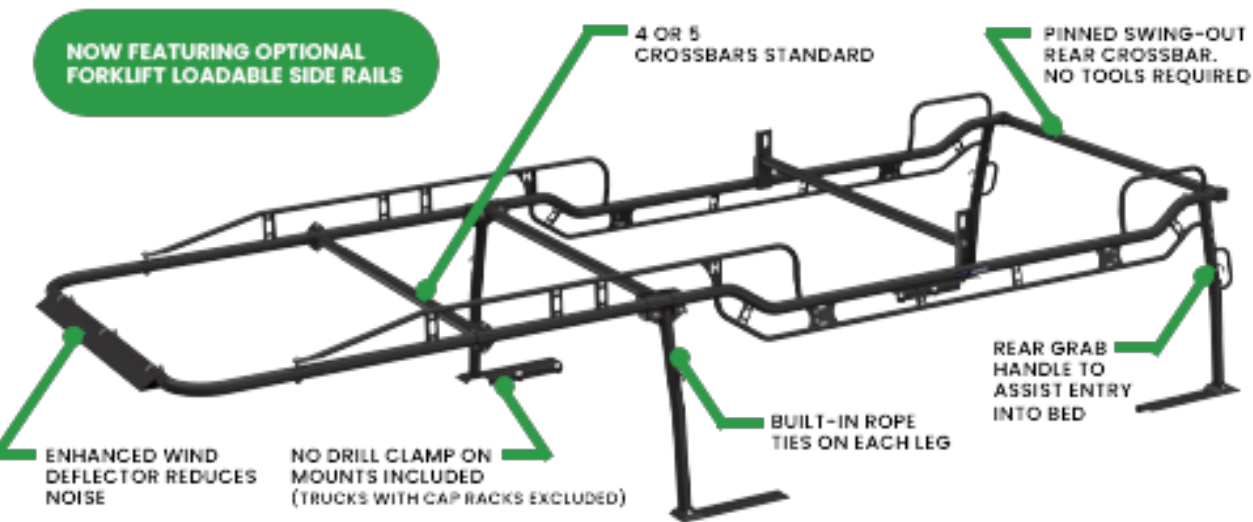 NOW FEATURING OPTIONAL
FORKLIFT LOADABLE SIDE RAILS
4 OR 5
CROSSBARS STANDARD
PINNED SWING-OUT
REAR CROSSBAR.
NO TOOLS REQUIRED
REAR GRAB
HANDLE TO
ASSIST ENTRY
INTO BED
BUILT-IN ROPE
TIES ON EACH LEG
NO DRILL CLAMP ON
MOUNTS INCLUDED
(TRUCKS WITH CAP RACKS EXCLUDED)
ENHANCED WIND
DEFLECTOR REDUCES
NOISE